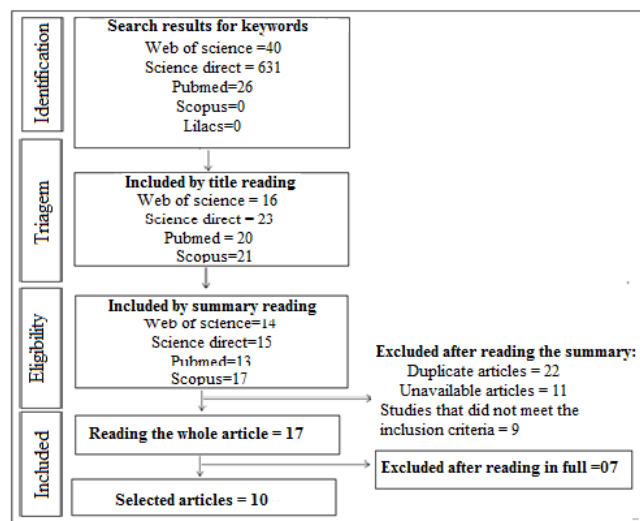 Identification
Search results for keywords
Web of science =40
Science direct = 631
Pubmed=26
Scopus=0
Lilacs=0
Triagem
Included by title reading
Web of science = 16
Science direct = 23
Pubmed = 20
Scopus=21
Eligibility
Included by summary reading
Web of science=14
Science direct=15
Pubmed=13
Scopus=17
Excluded after reading the summary:
Duplicate articles = 22
Unavailable articles = 11
Studies that did not meet the
inclusion criteria = 9
Included
Reading the whole article = 17
Excluded after reading in full =07
Selected articles = 10